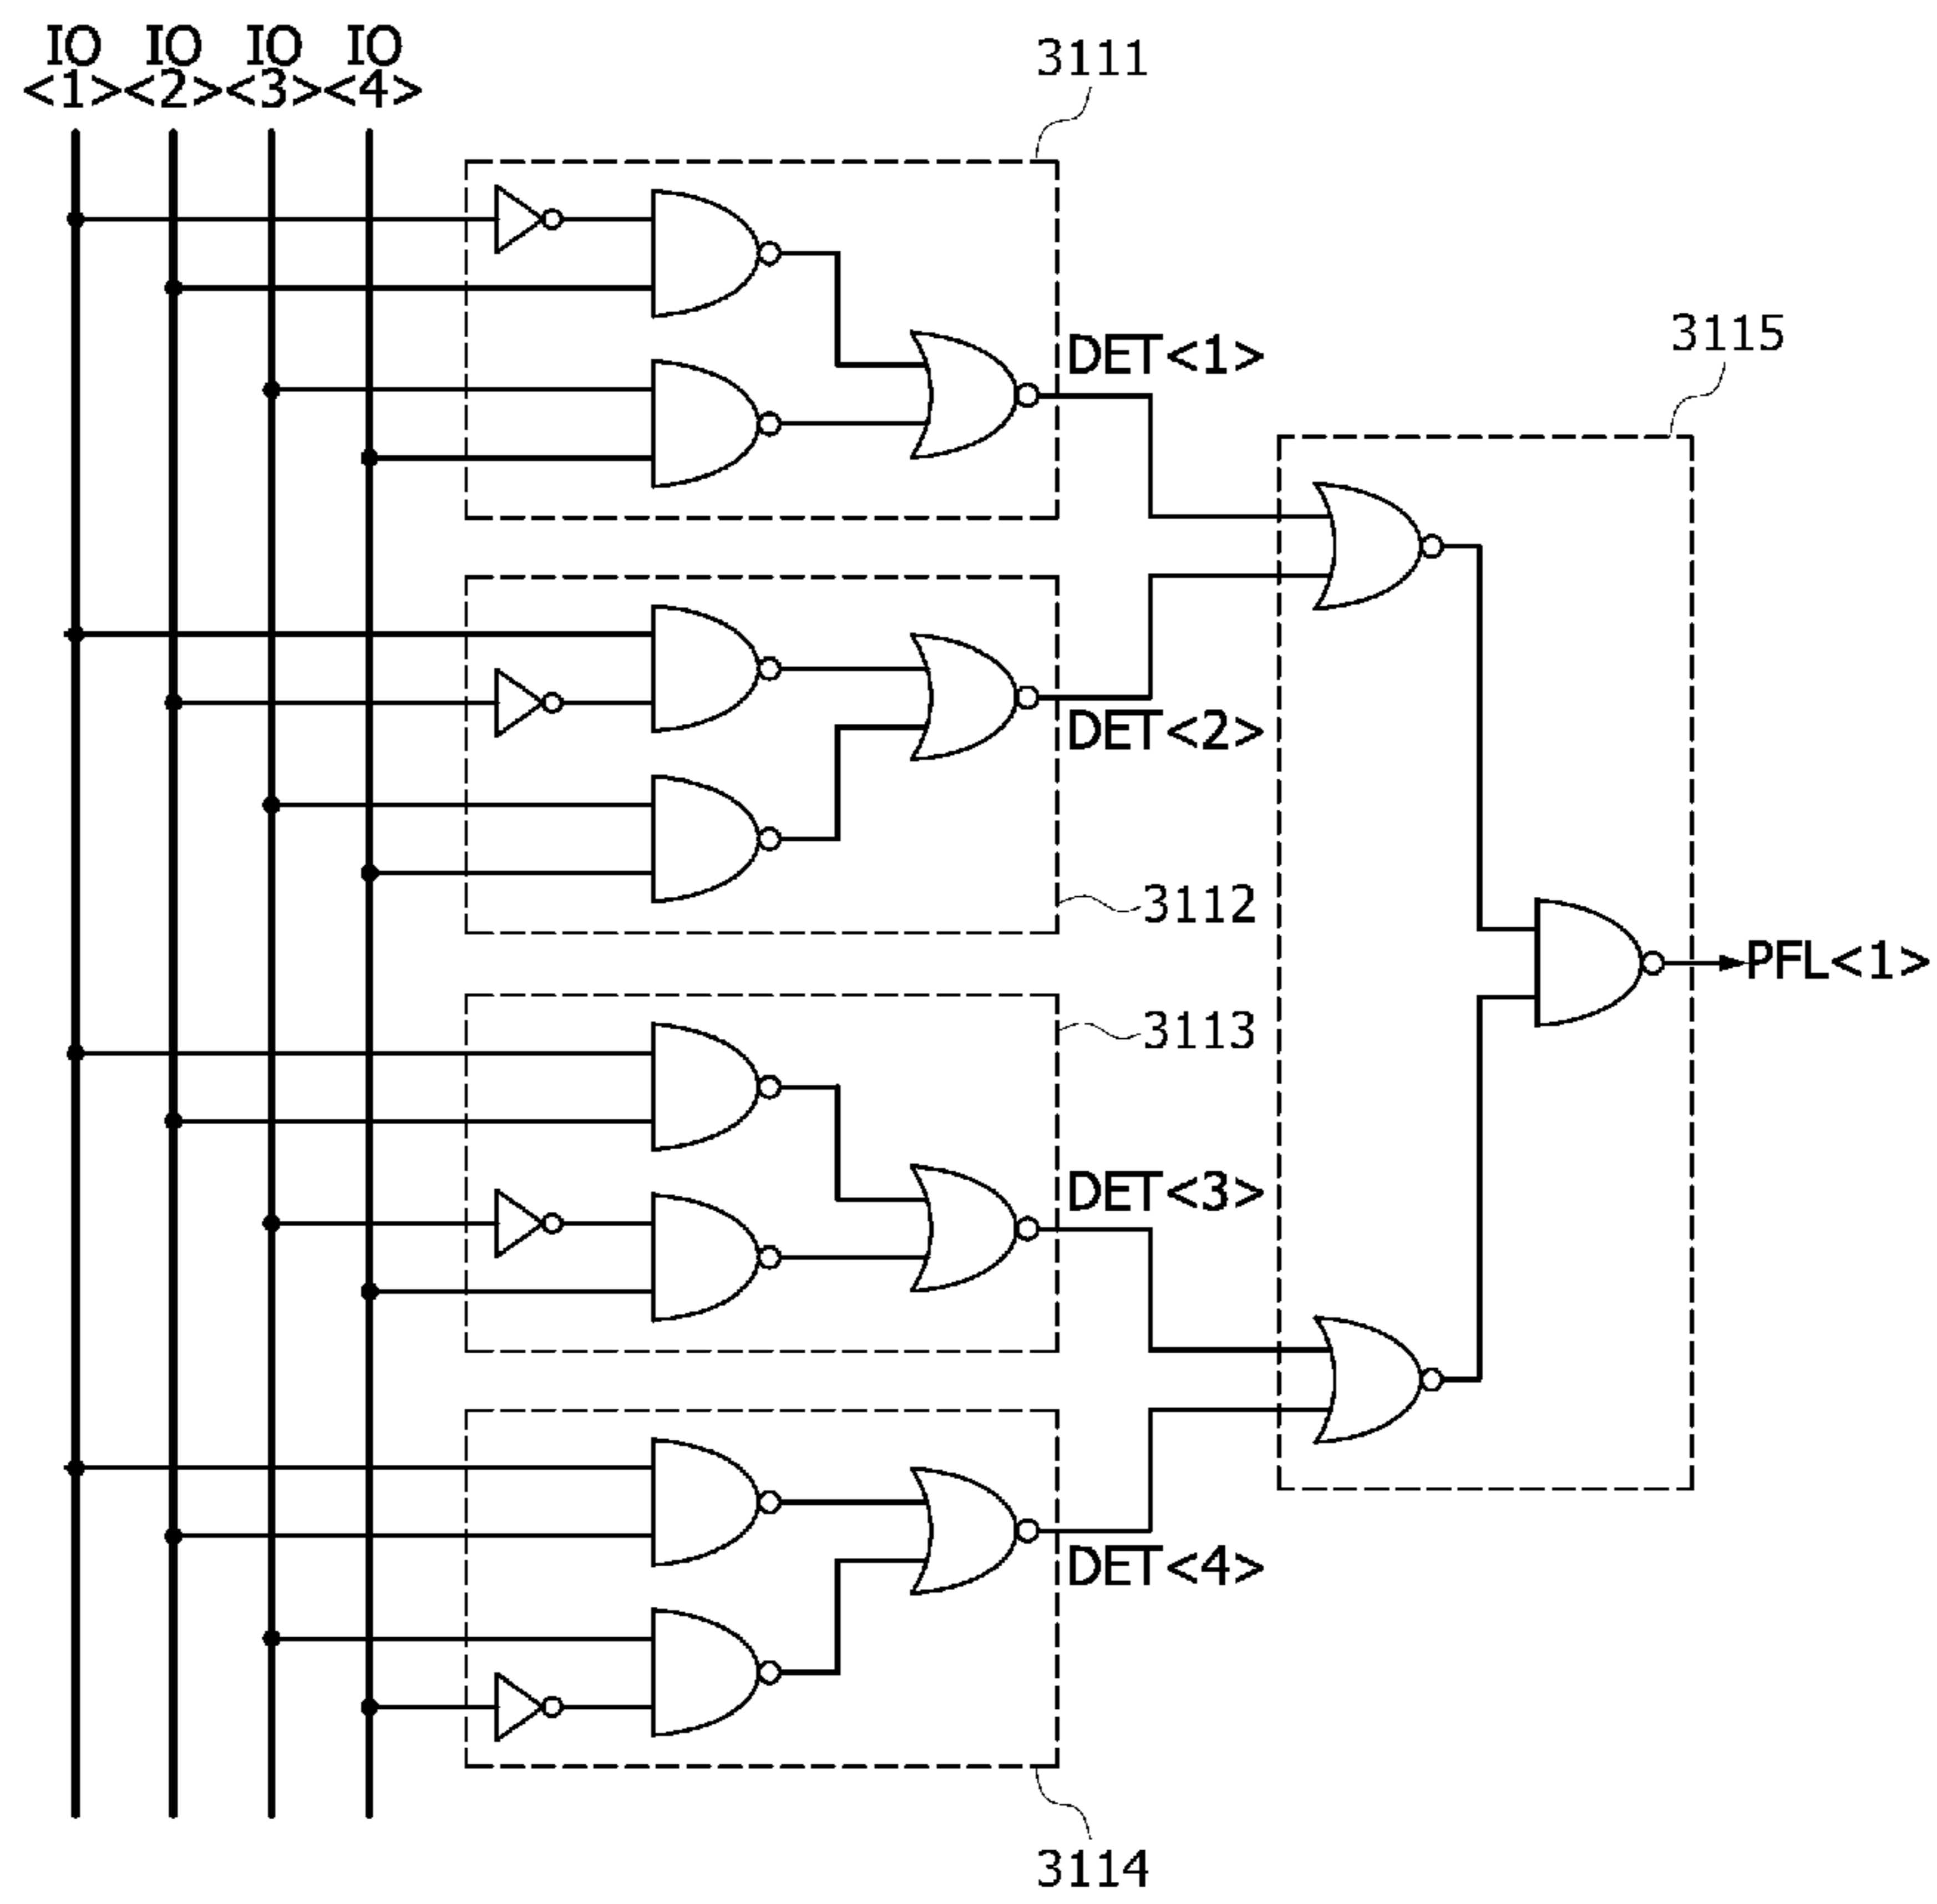 IO IO IO IO
<1> <2> <3> <4>
3111
DET<1>
3115
DET<2>
3112
PFL<1>
3113
DET<3>
DET<4>
3114